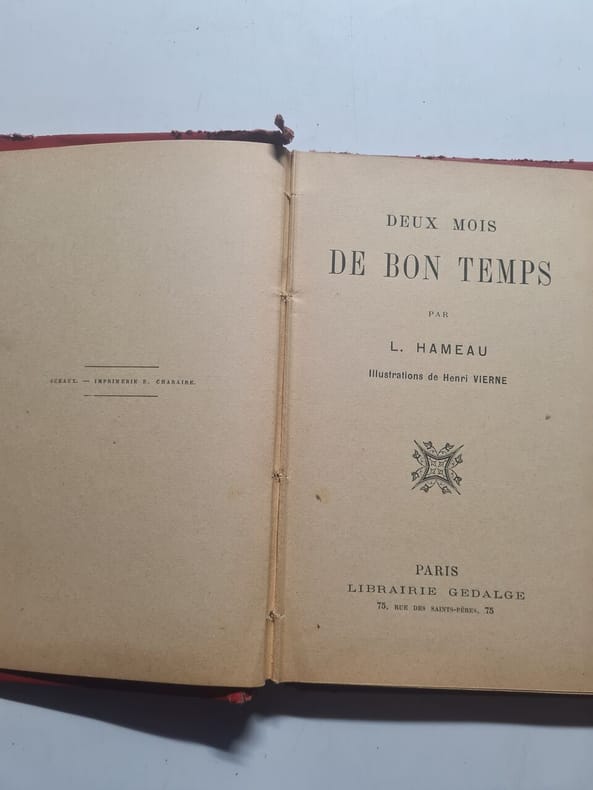 SCEAUX. — IMPRIMERIE E. CHARAIRE.
DEUX MOIS
DE BON TEMPS
PAR
L. HAMEAU
Illustrations de Henri VIERNE
PARIS
LIBRAIRIE GEDALGE
75, RUE DES SAINTS-PÈRES, 75